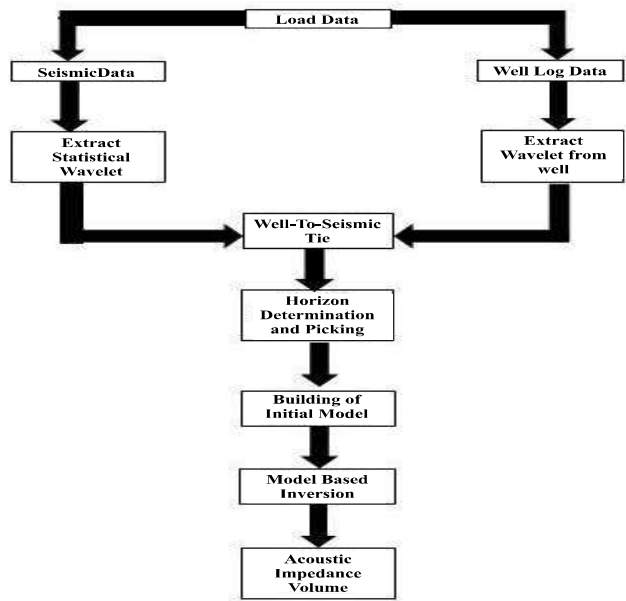 Load Data
SeismicData
Well Log Data
Extract
Statistical
Wavelet
Extract
Wavelet from
well
Well-To-Seismic
Tie
Horizon
Determination
and Picking
Building of
Initial Model
Model Based
Inversion
Acoustic
Impedance
Volume